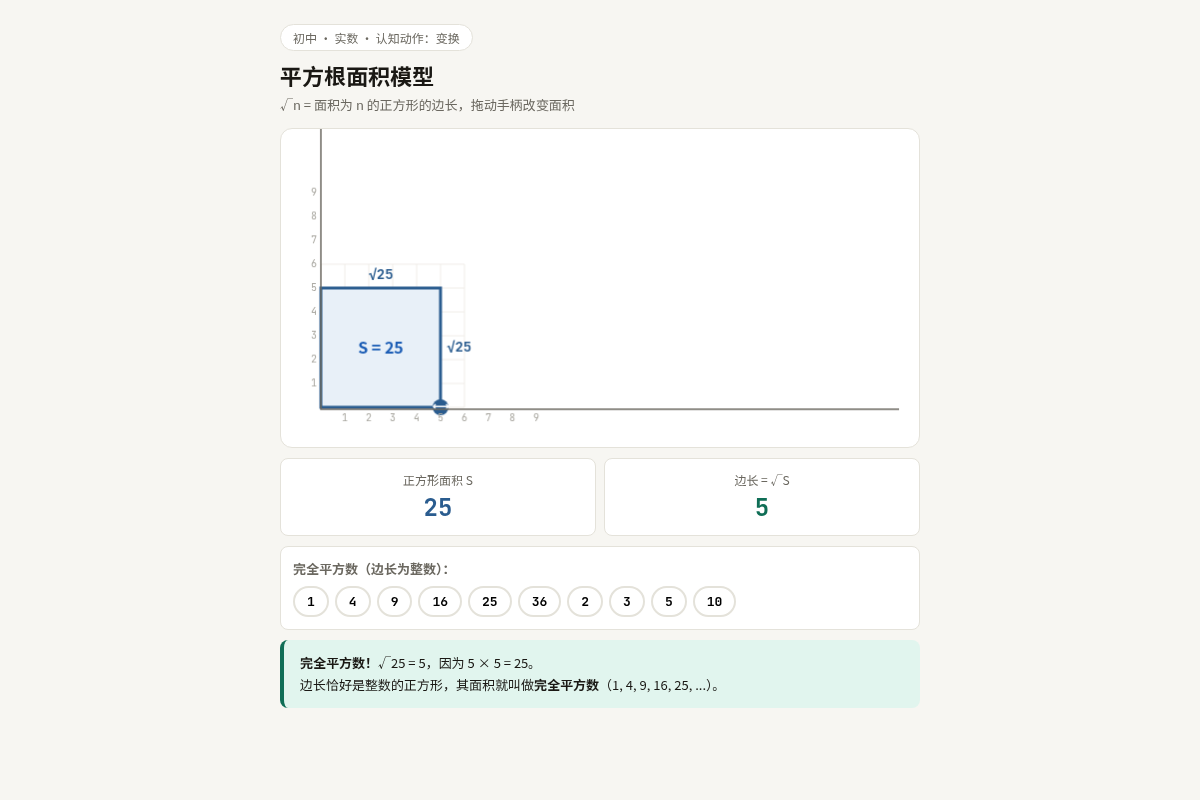 初中 · 实数 · 认知动作：变换
平方根面积模型
√n = 面积为 n 的正方形的边长，拖动手柄改变面积
9
8
7
6
√25
5
4
3
S = 25
√25
2
1
1 2 3 4 5 6 7 8 9
正方形面积 S
25
边长 = √S
5
完全平方数（边长为整数）：
1 4 9 16 25 36 2 3 5 10
完全平方数！√25 = 5，因为 5 × 5 = 25。
边长恰好是整数的正方形，其面积就叫做完全平方数（1, 4, 9, 16, 25, ...）。